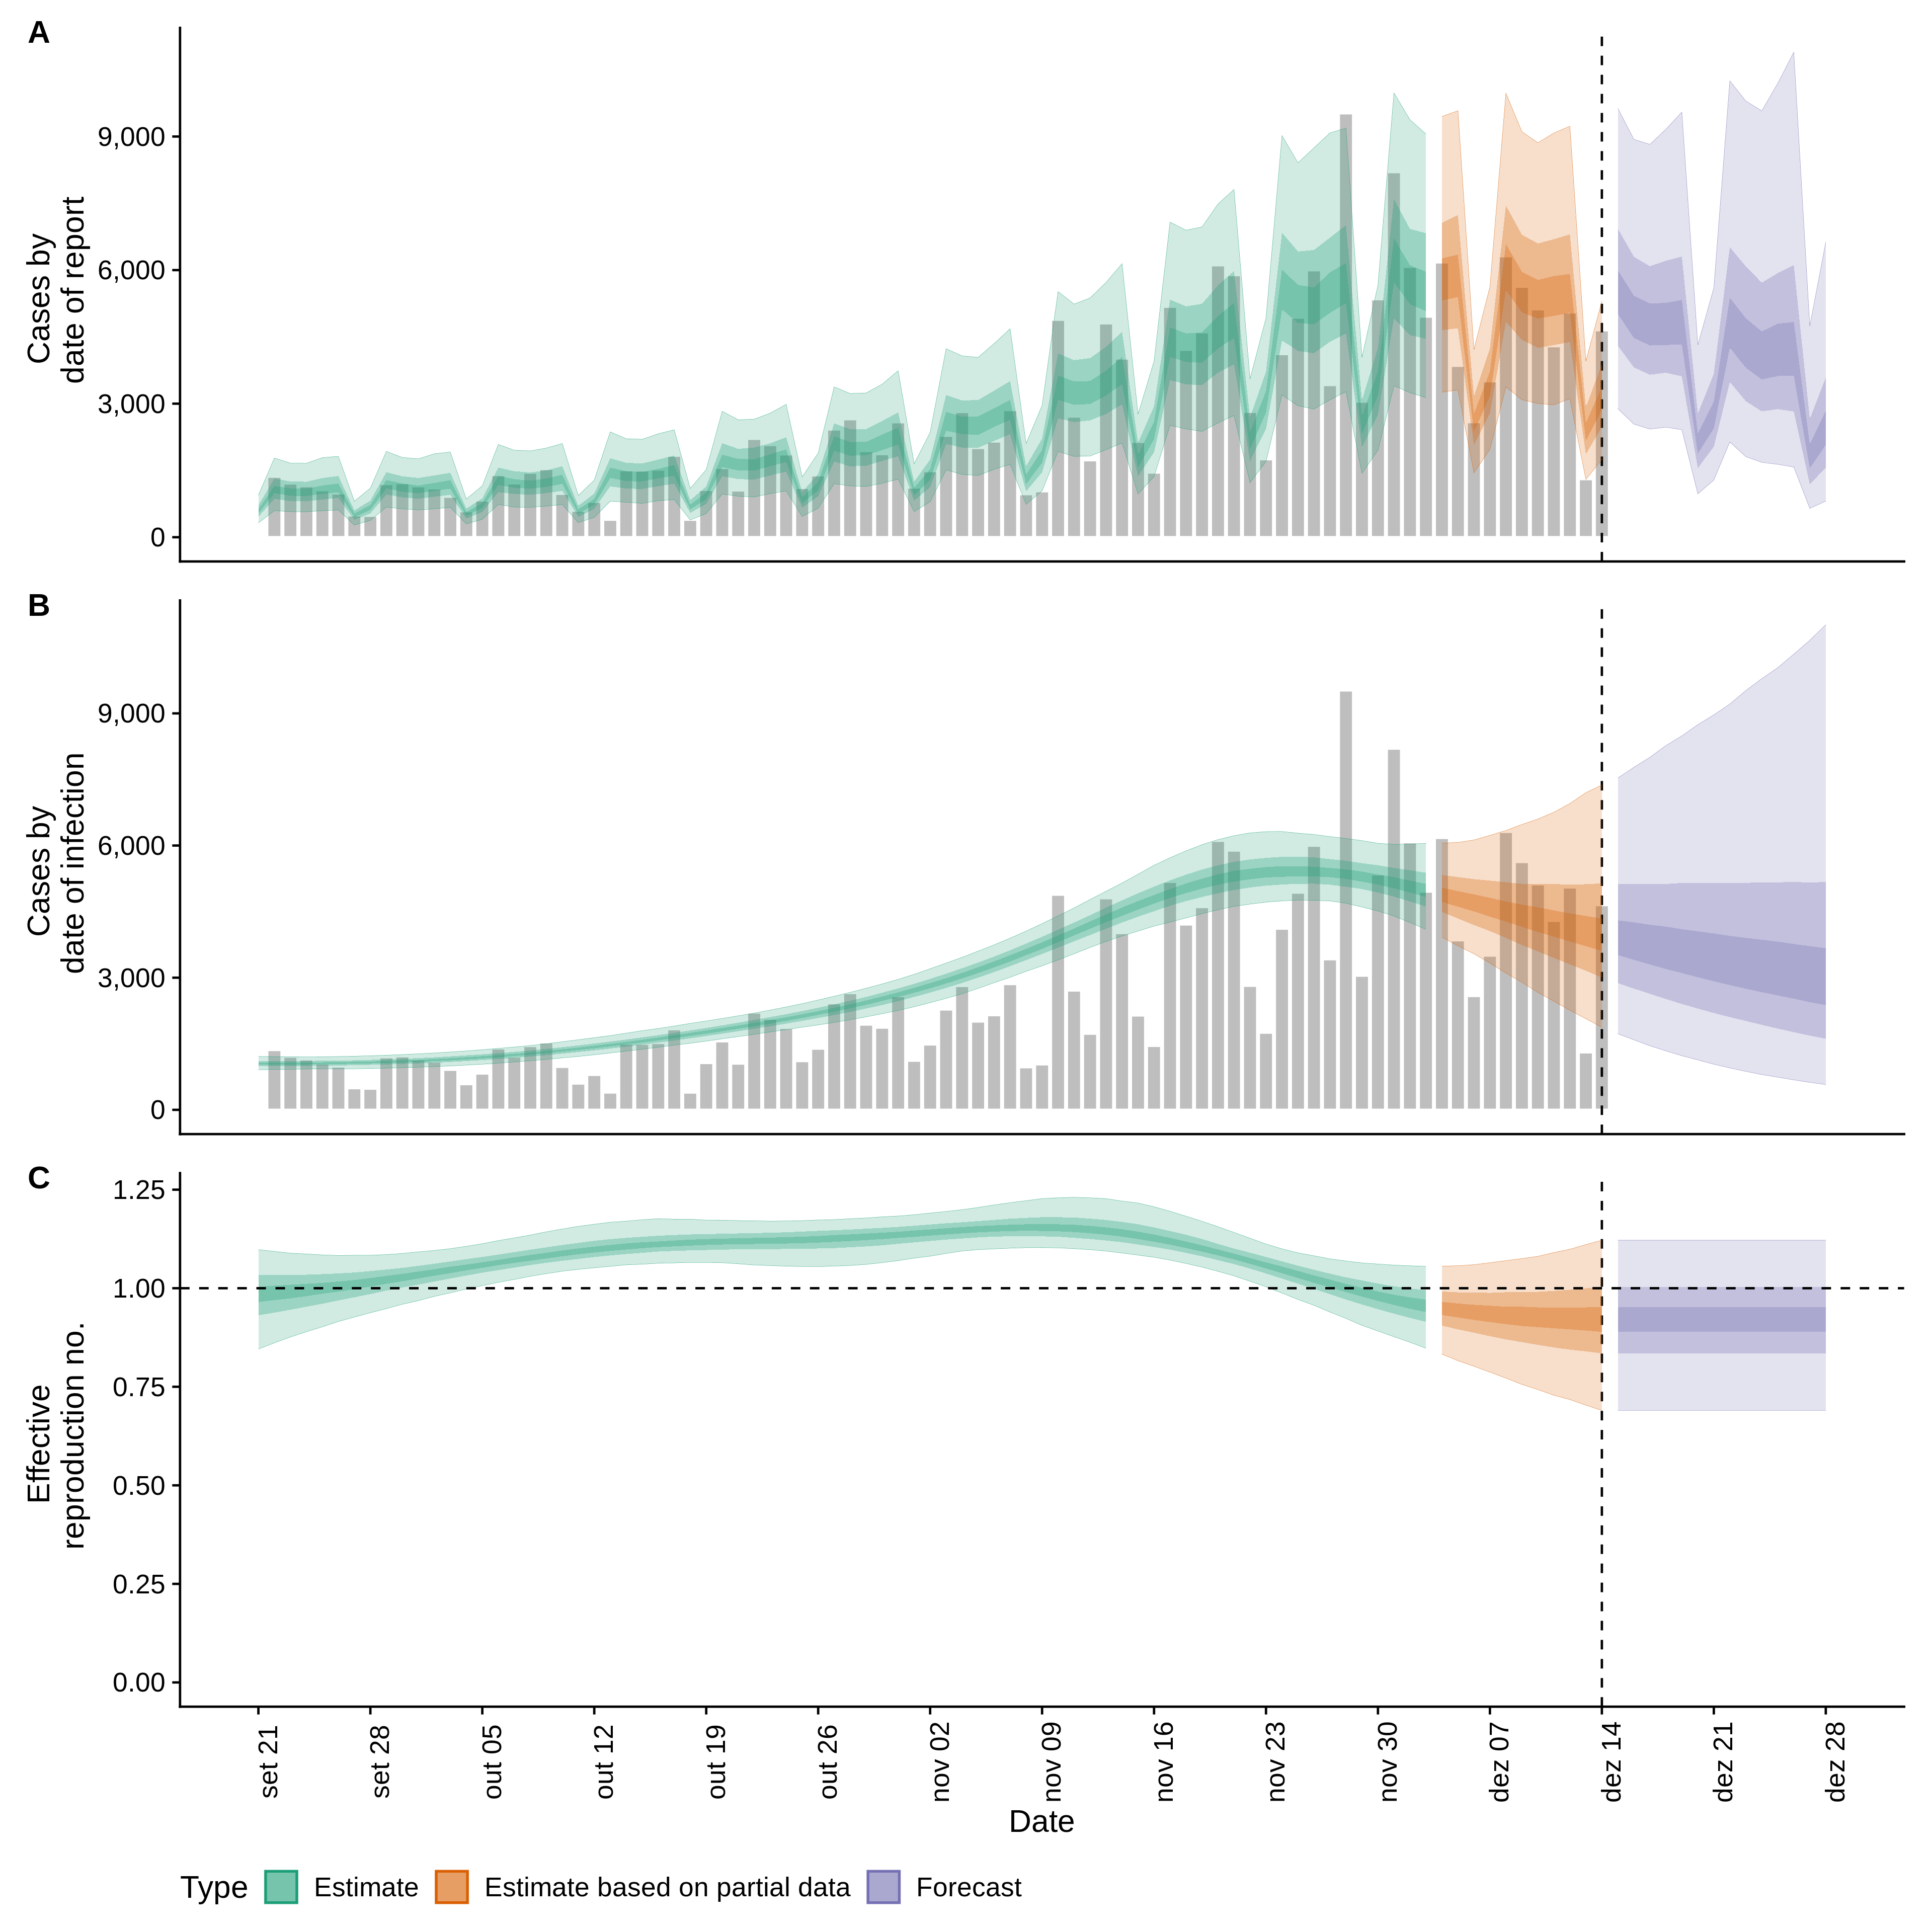 A
Cases by
date of report
9,000
6,000
3,000
0
B
Cases by
date of infection
9,000
6,000
3,000
0
C
Effective
reproduction no.
1.25
1.00
0.75
0.50
0.25
0.00
set 21
set 28
out 05
out 12
out 19
out 26
nov 02
nov 09
nov 16
nov 23
nov 30
dez 07
dez 14
dez 21
dez 28
Date
Type Estimate Estimate based on partial data Forecast